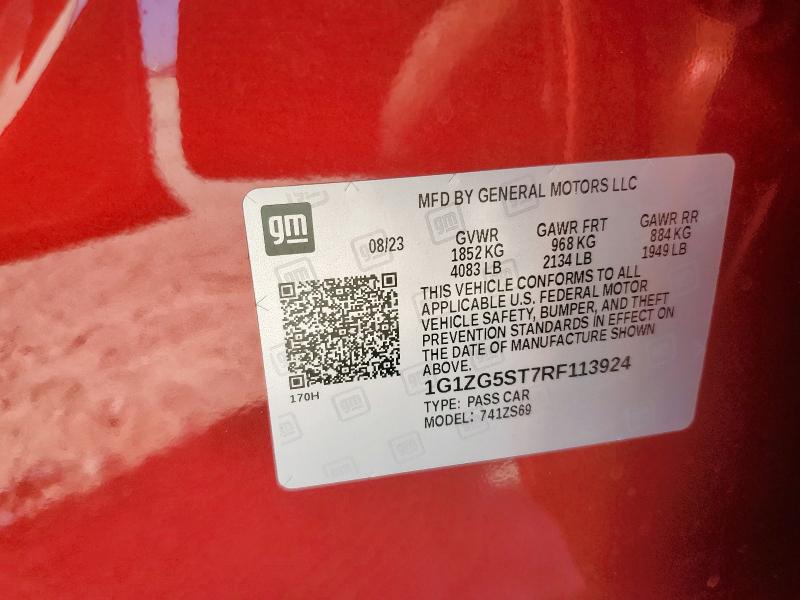 MFD BY GENERAL MOTORS LLC
gm
08/23
GVWR GAWR FRT GAWR RR
1852 KG 968 KG 884 KG
4083 LB 2134 LB 1949 LB
THIS VEHICLE CONFORMS TO ALL
APPLICABLE U.S. FEDERAL MOTOR
VEHICLE SAFETY, BUMPER, AND THEFT
PREVENTION STANDARDS IN EFFECT ON
THE DATE OF MANUFACTURE SHOWN
ABOVE.
1G1ZG5ST7RF113924
170H
TYPE: PASS CAR
MODEL: 741ZS69